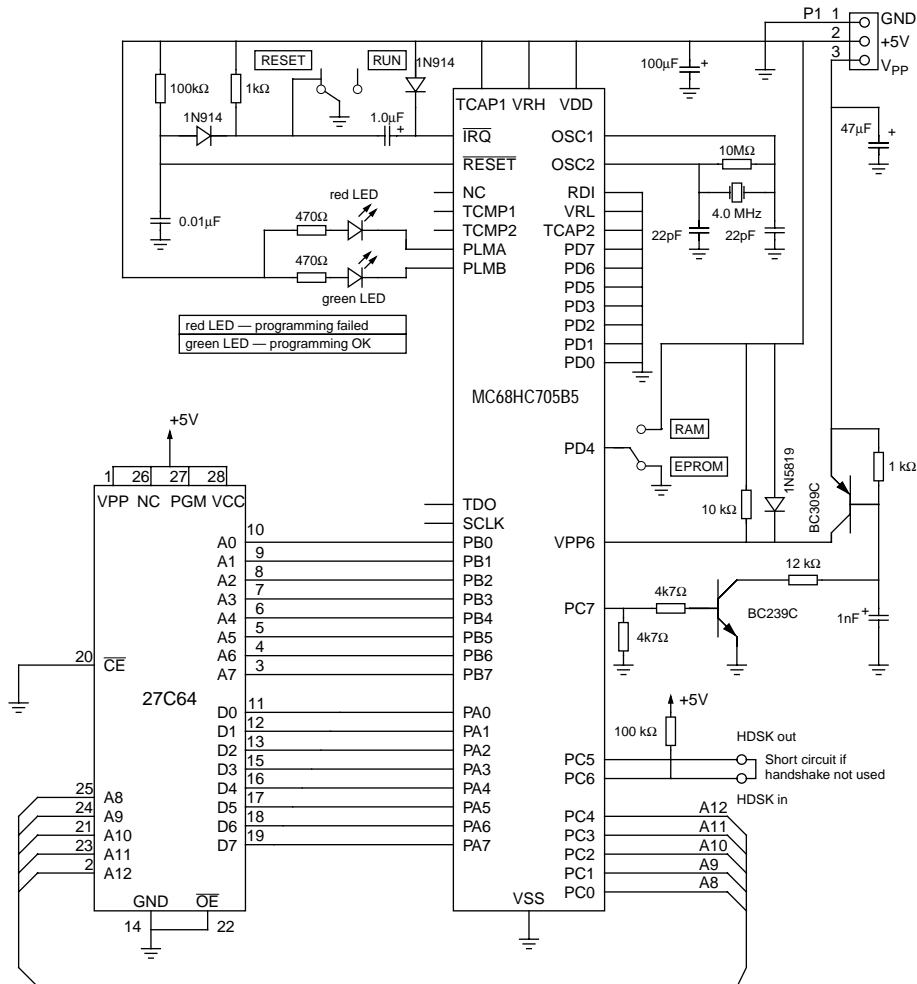 P1 1 GND
2 +5V
3 VPP
RESET RUN 1N914
100kΩ 1kΩ
1N914 1.0µF +
100µF +
47µF +
TCAP1 VRH VDD
IRQ OSC1
RESET OSC2
10MΩ
4.0 MHz
22pF 22pF
0.01µF
NC RDI
TCMP1 VRL
TCMP2 TCAP2
PLMA PD7
PLMB PD6
PD5
PD3
PD2
PD1
PD0
470Ω red LED
470Ω
green LED
red LED — programming failed
green LED — programming OK
MC68HC705B5
PD4
RAM
EPROM
TDO
SCLK
10 kΩ
1N5819
BC309C
1 kΩ
VPP6
12 kΩ
PC7
4k7Ω
4k7Ω
BC239C
1nF +
+5V
1 26 27 28
VPP NC PGM VCC
A0 10 PB0
A1 9 PB1
A2 8 PB2
A3 7 PB3
A4 6 PB4
A5 5 PB5
A6 4 PB6
A7 3 PB7
20 CE
27C64
D0 11 PA0
D1 12 PA1
D2 13 PA2
D3 15 PA3
D4 16 PA4
D5 17 PA5
D6 18 PA6
D7 19 PA7
25 A8
24 A9
21 A10
23 A11
2 A12
GND OE
14 22
+5V
100 kΩ
HDSK out
PC5
PC6
Short circuit if
handshake not used
HDSK in
PC4 A12
PC3 A11
PC2 A10
PC1 A9
PC0 A8
VSS